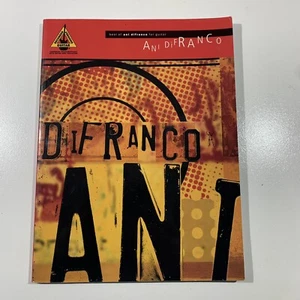 best of ani difranco for guitar
ANi DiFRANCO
DiFRANCO
ANI